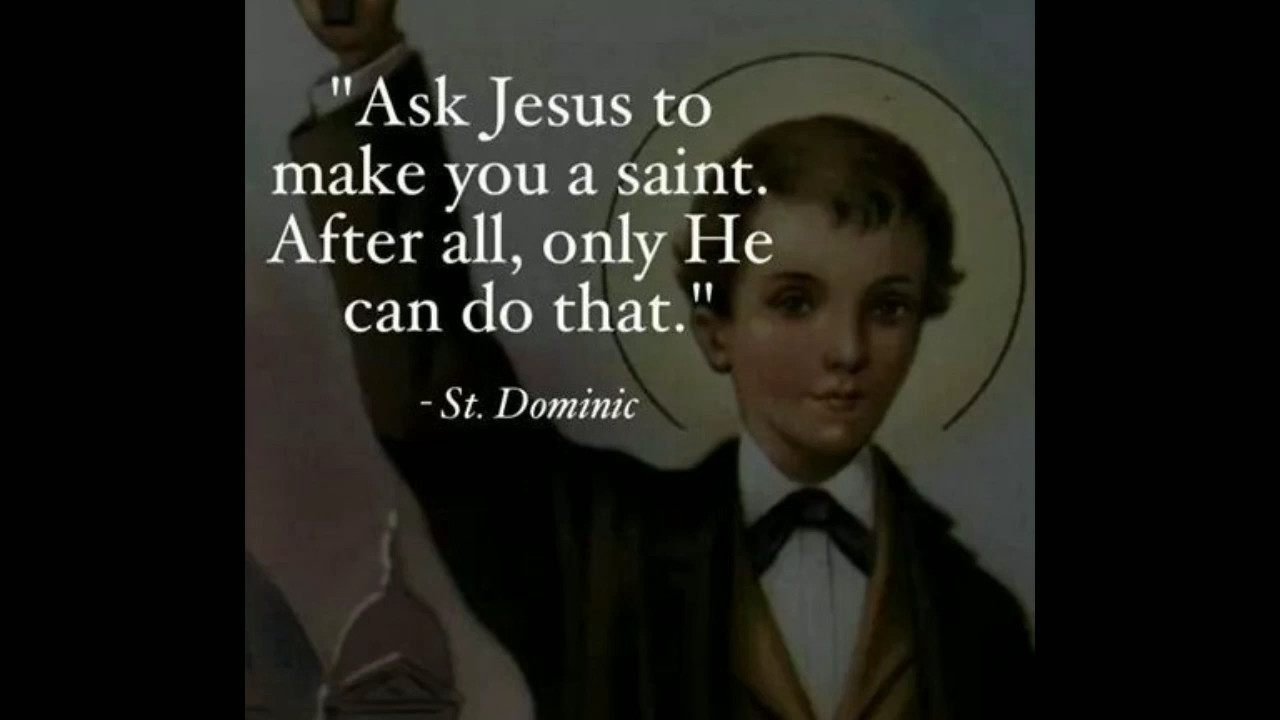 "Ask Jesus to
make you a saint.
After all, only He
can do that."
- St. Dominic